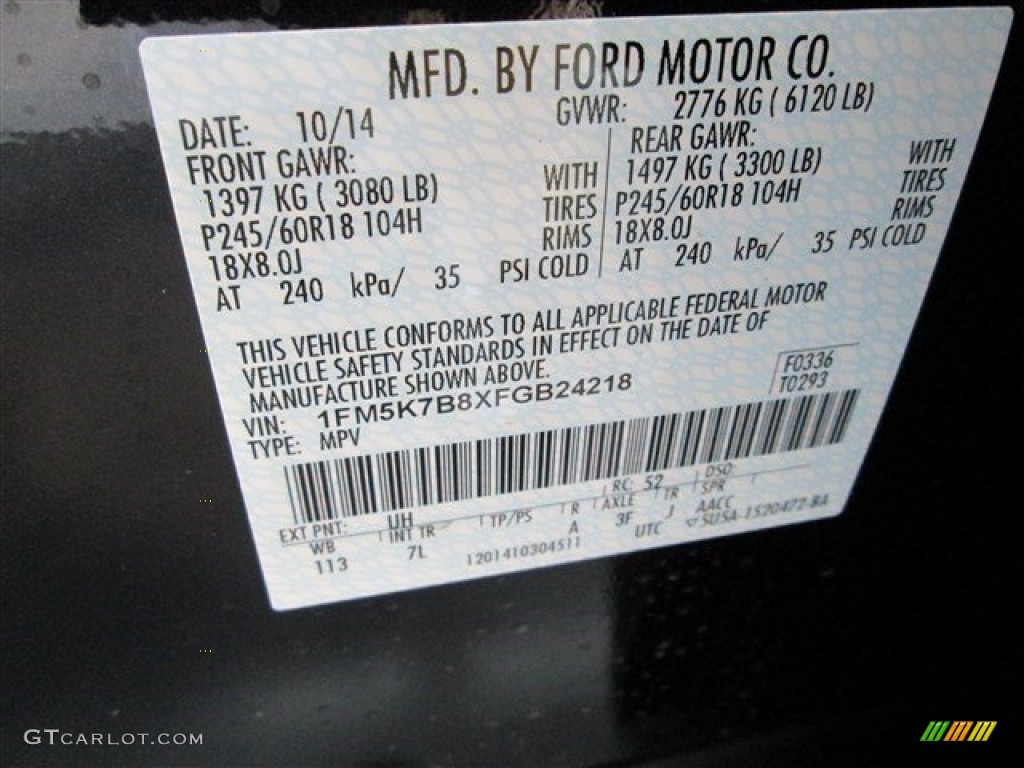 MFD. BY FORD MOTOR CO.
DATE: 10/14 GVWR: 2776 KG ( 6120 LB)
FRONT GAWR: REAR GAWR:
1397 KG ( 3080 LB) WITH 1497 KG ( 3300 LB) WITH
P245/60R18 104H TIRES P245/60R18 104H TIRES
18X8.0J RIMS 18X8.0J RIMS
AT 240 kPa/ 35 PSI COLD AT 240 kPa/ 35 PSI COLD
THIS VEHICLE CONFORMS TO ALL APPLICABLE FEDERAL MOTOR
VEHICLE SAFETY STANDARDS IN EFFECT ON THE DATE OF
MANUFACTURE SHOWN ABOVE.
VIN: 1FM5K7B8XFGB24218 F0336
TYPE: MPV T0293
EXT PNT: UH RC: 52 DSO:
WB INT TR TP/PS R AXLE TR SPR
113 7L A 3F J AACC
1201410304511 UTC ▽5USA-1520472-BA
GTCARLOT.COM